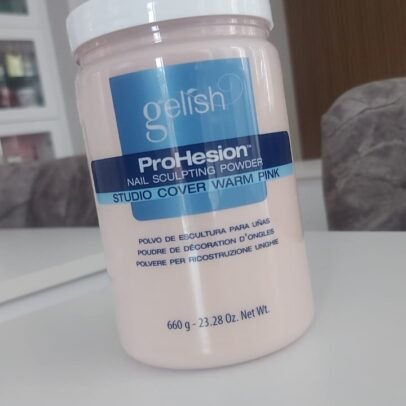 gelish
ProHesion™
NAIL SCULPTING POWDER
STUDIO COVER WARM PINK
POLVO DE ESCULTURA PARA UÑAS
POUDRE DE DÉCORATION D'ONGLES
POLVERE PER RICOSTRUZIONE UNGHIE
660 g - 23.28 Oz. Net Wt.